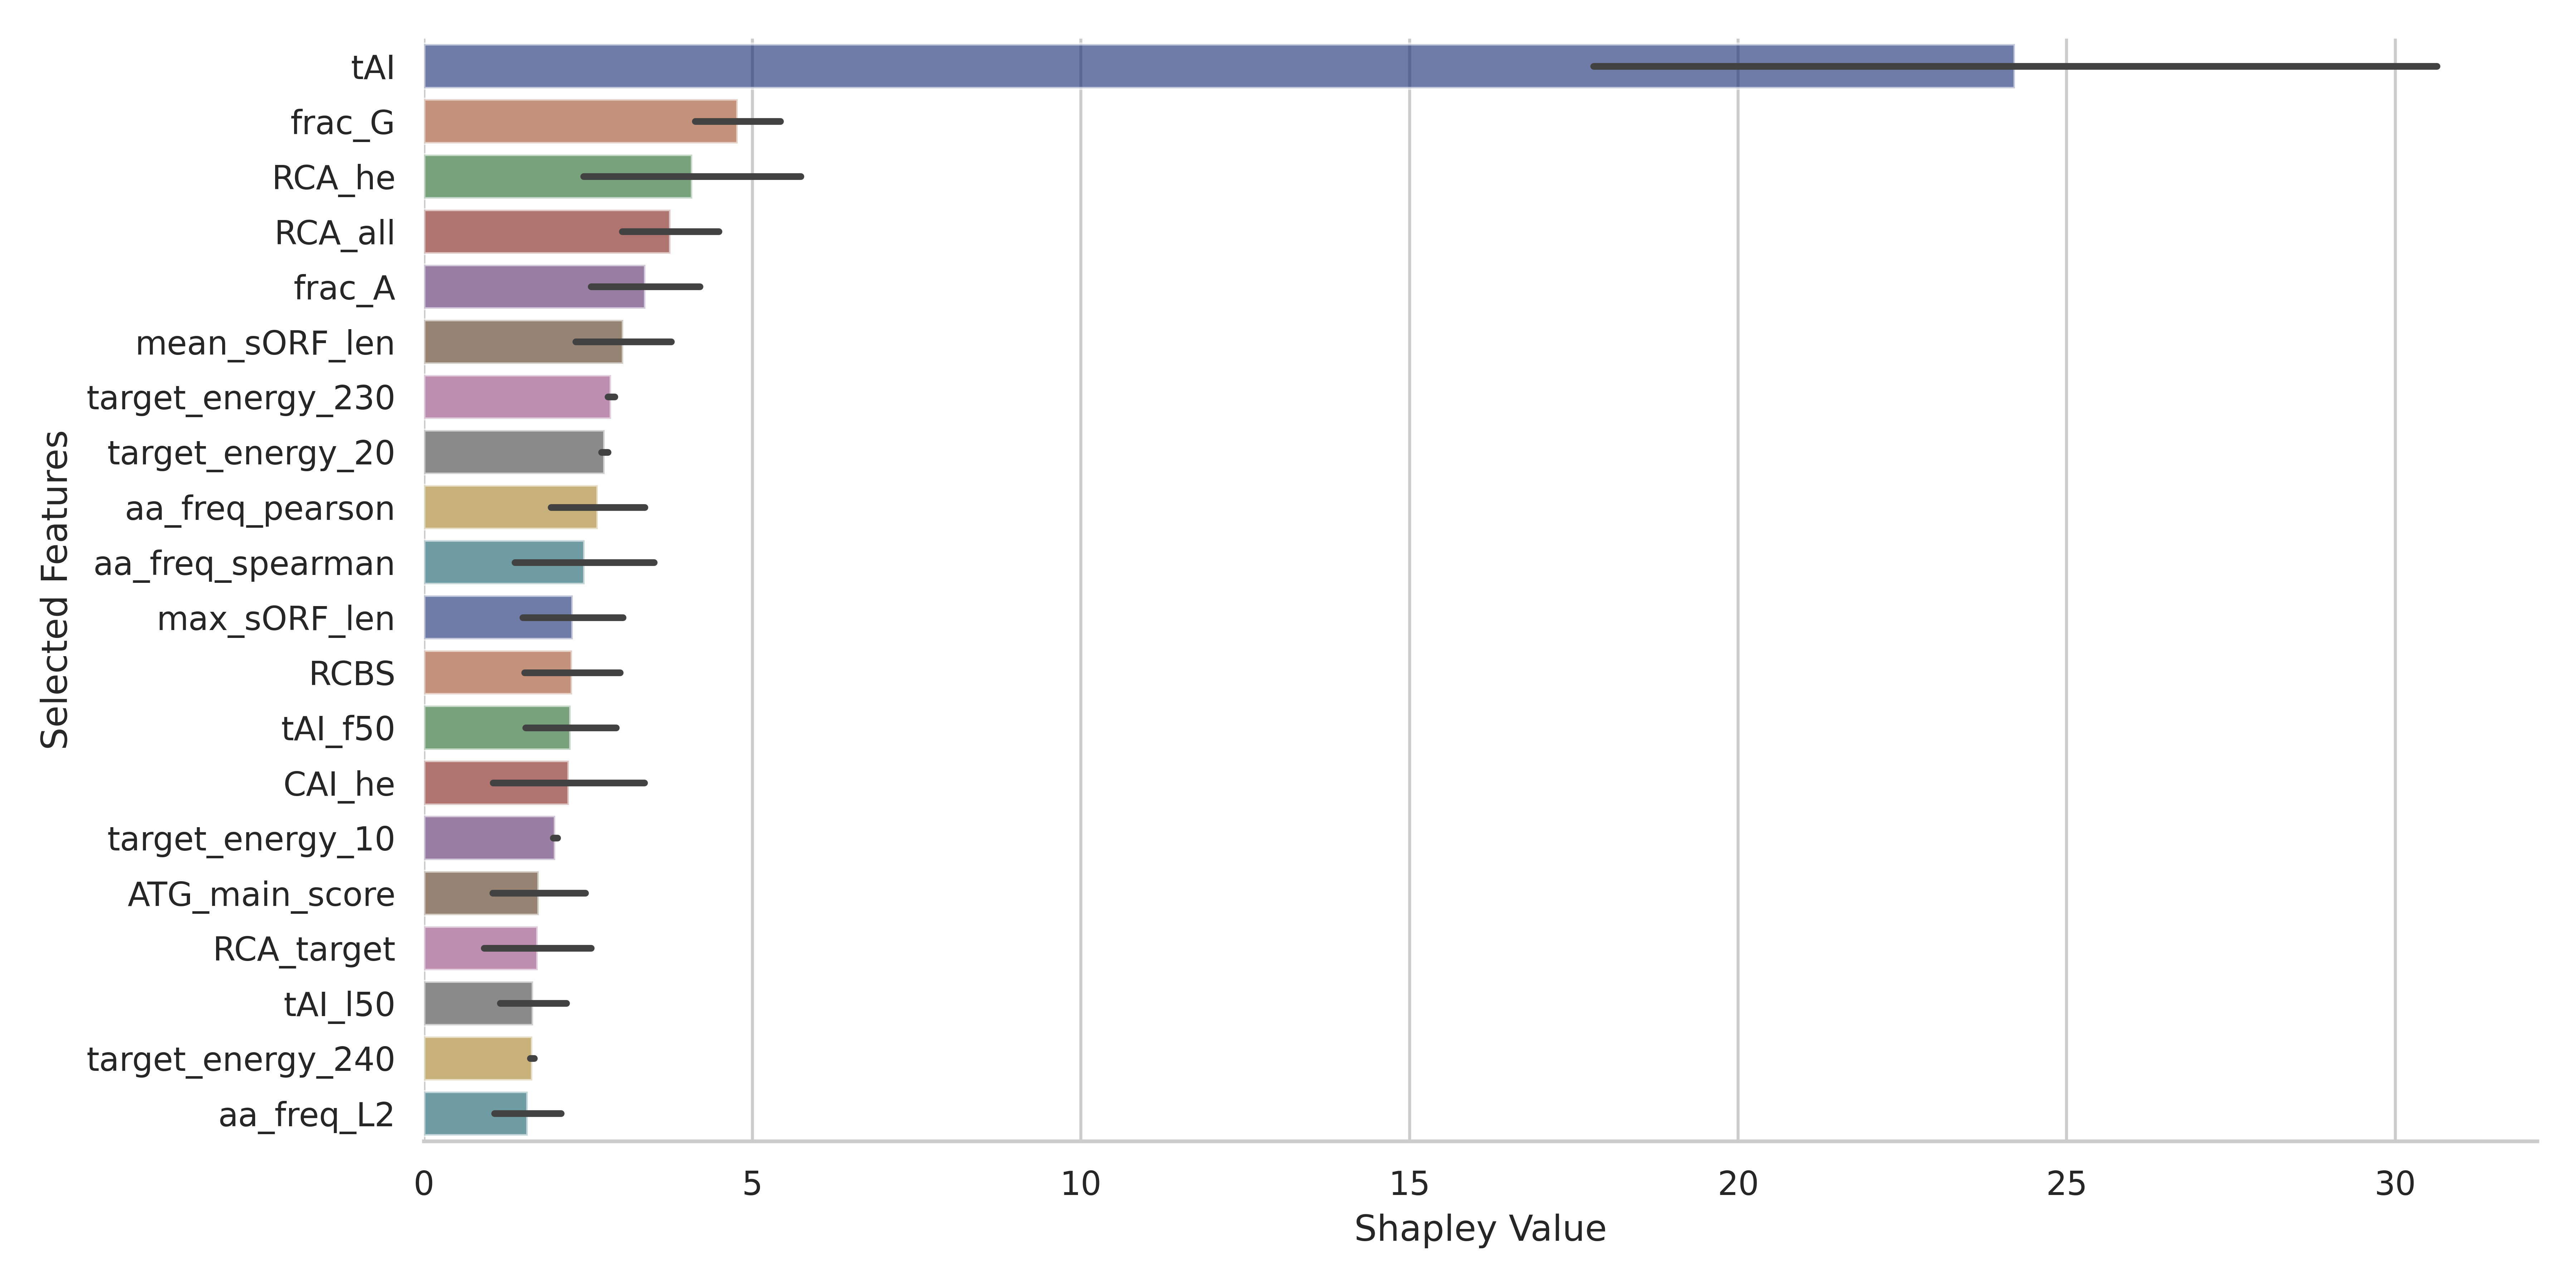 Selected Features
tAI
frac_G
RCA_he
RCA_all
frac_A
mean_sORF_len
target_energy_230
target_energy_20
aa_freq_pearson
aa_freq_spearman
max_sORF_len
RCBS
tAI_f50
CAI_he
target_energy_10
ATG_main_score
RCA_target
tAI_l50
target_energy_240
aa_freq_L2
0 5 10 15 20 25 30
Shapley Value